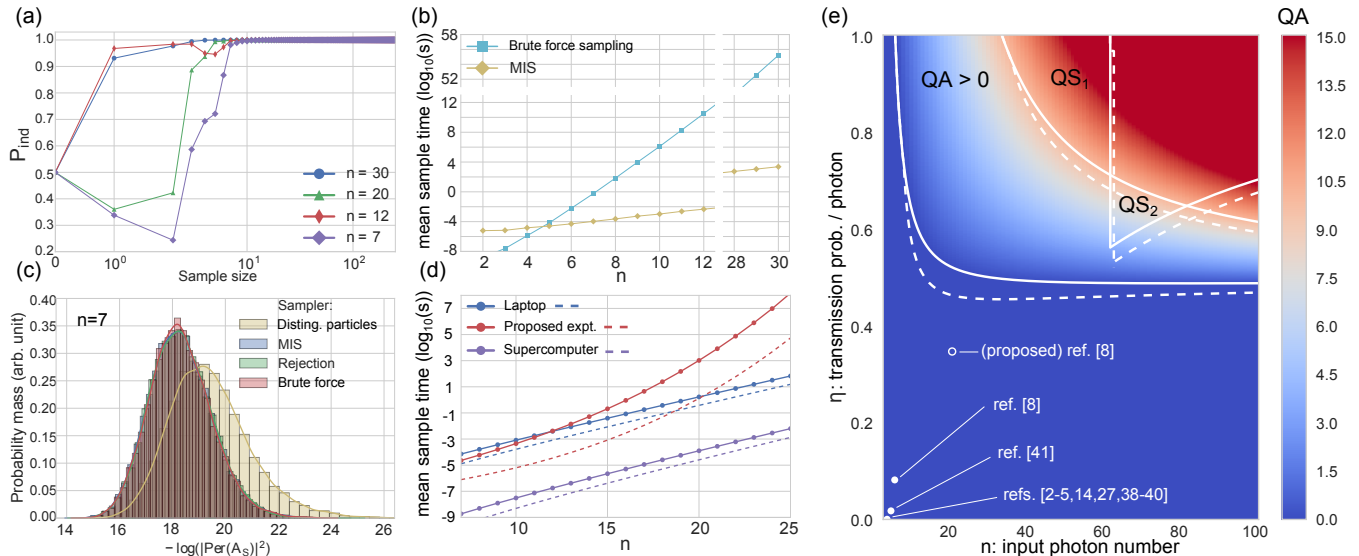 (a)
P_ind
1.0
0.9
0.8
0.7
0.6
0.5
0.4
0.3
0.2
0
10⁰
10¹
10²
Sample size
n = 30
n = 20
n = 12
n = 7
(b)
mean sample time (log₁₀(s))
58
52
12
8
4
0
-4
-8
2
4
6
8
10
12
28
30
n
Brute force sampling
MIS
(c)
Probability mass (arb. unit)
0.40
0.35
0.30
0.25
0.20
0.15
0.10
0.05
0.00
14
16
18
20
22
24
26
− log(|Per(A_S)|²)
n=7
Sampler:
Disting. particles
MIS
Rejection
Brute force
(d)
mean sample time (log₁₀(s))
7
5
3
1
-1
-3
-5
-7
-9
10
15
20
25
n
Laptop
Proposed expt.
Supercomputer
(e)
η: transmission prob. / photon
1.0
0.8
0.6
0.4
0.2
0.0
20
40
60
80
100
n: input photon number
QA > 0
QS₁
QS₂
(proposed) ref. [8]
ref. [8]
ref. [41]
refs. [2-5,14,27,38-40]
QA
15.0
13.5
12.0
10.5
9.0
7.5
6.0
4.5
3.0
1.5
0.0